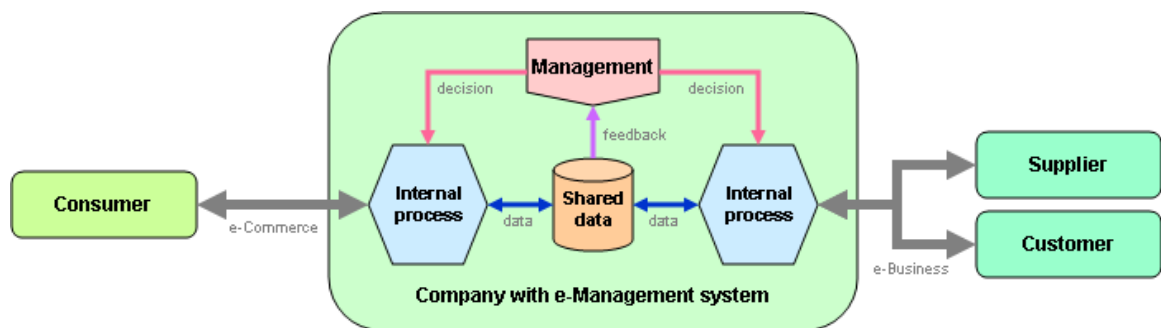 Management
decision
decision
feedback
Consumer
e-Commerce
Internal
process
data
Shared
data
data
Internal
process
Supplier
Customer
e-Business
Company with e-Management system